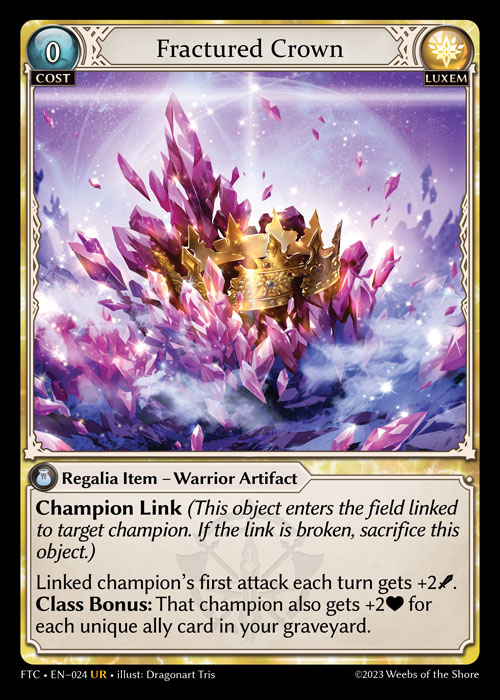 0
Fractured Crown
COST
LUXEM
Regalia Item – Warrior Artifact
Champion Link (This object enters the field linked
to target champion. If the link is broken, sacrifice this
object.)
Linked champion's first attack each turn gets +2.
Class Bonus: That champion also gets +2♥ for
each unique ally card in your graveyard.
FTC • EN–024 UR • illust: Dragonart Tris
©2023 Weebs of the Shore